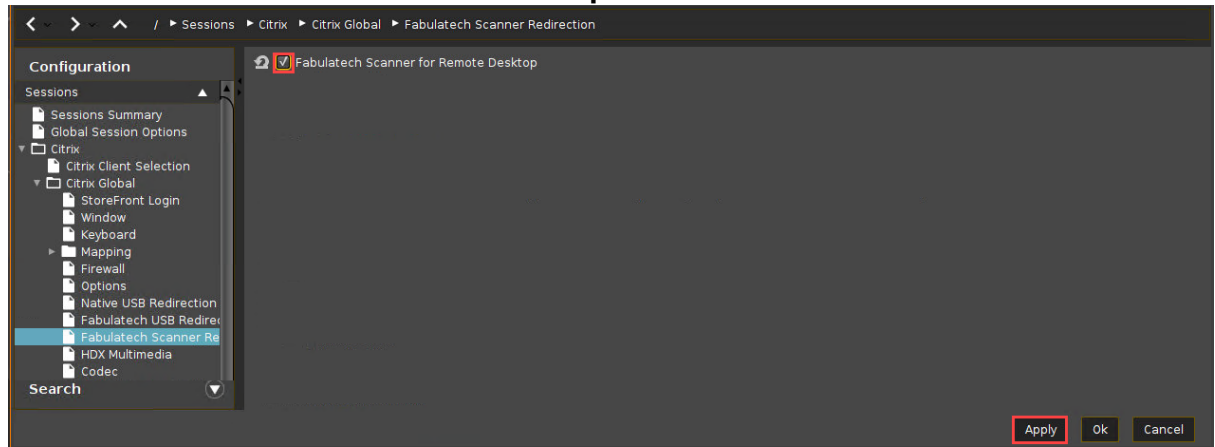 / ▸ Sessions ▸ Citrix ▸ Citrix Global ▸ Fabulatech Scanner Redirection
Configuration
Sessions
Sessions Summary
Global Session Options
Citrix
Citrix Client Selection
Citrix Global
StoreFront Login
Window
Keyboard
Mapping
Firewall
Options
Native USB Redirection
Fabulatech USB Redirec
Fabulatech Scanner Re
HDX Multimedia
Codec
Search
Fabulatech Scanner for Remote Desktop
Apply Ok Cancel